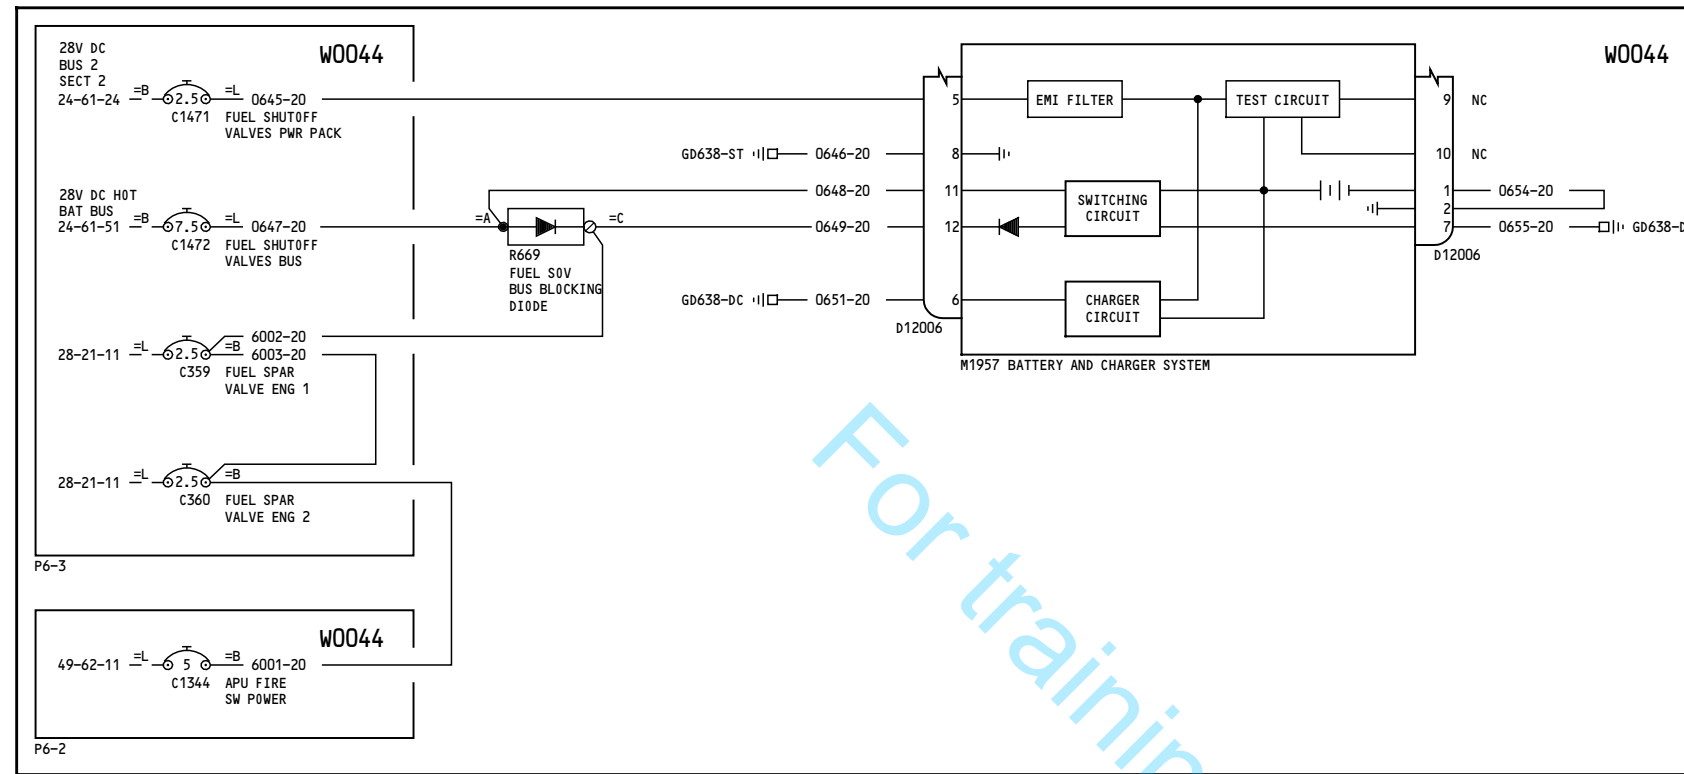 28V DC
BUS 2
SECT 2
24-61-24 =B 2.5 =L 0645-20
C1471 FUEL SHUTOFF
VALVES PWR PACK
W0044
28V DC HOT
BAT BUS
24-61-51 =B 7.5 =L 0647-20
C1472 FUEL SHUTOFF
VALVES BUS
6002-20
28-21-11 =L 2.5 =B 6003-20
C359 FUEL SPAR
VALVE ENG 1
28-21-11 =L 2.5 =B
C360 FUEL SPAR
VALVE ENG 2
P6-3
W0044
49-62-11 =L 5 =B 6001-20
C1344 APU FIRE
SW POWER
P6-2
=A =C
R669
FUEL SOV
BUS BLOCKING
DIODE
GD638-ST 0646-20
0648-20
0649-20
GD638-DC 0651-20
5
8
11
12
6
D12006
EMI FILTER
TEST CIRCUIT
SWITCHING
CIRCUIT
CHARGER
CIRCUIT
M1957 BATTERY AND CHARGER SYSTEM
W0044
9 NC
10 NC
1 0654-20
2
7 0655-20 GD638-D
D12006
For trainin